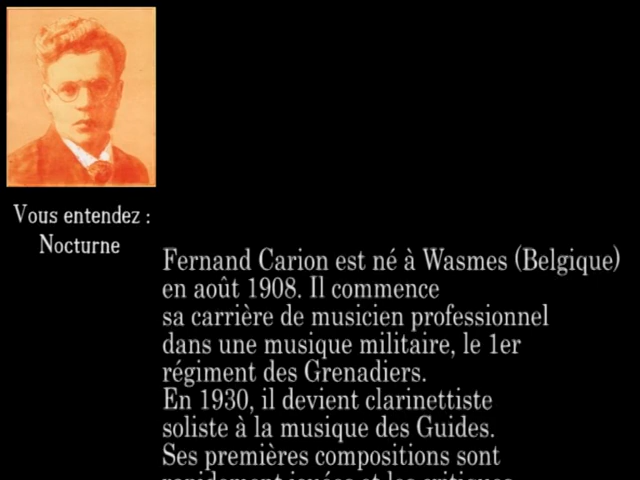 Vous entendez :
Nocturne
Fernand Carion est né à Wasmes (Belgique)
en août 1908. Il commence
sa carrière de musicien professionnel
dans une musique militaire, le 1er
régiment des Grenadiers.
En 1930, il devient clarinettiste
soliste à la musique des Guides.
Ses premières compositions sont